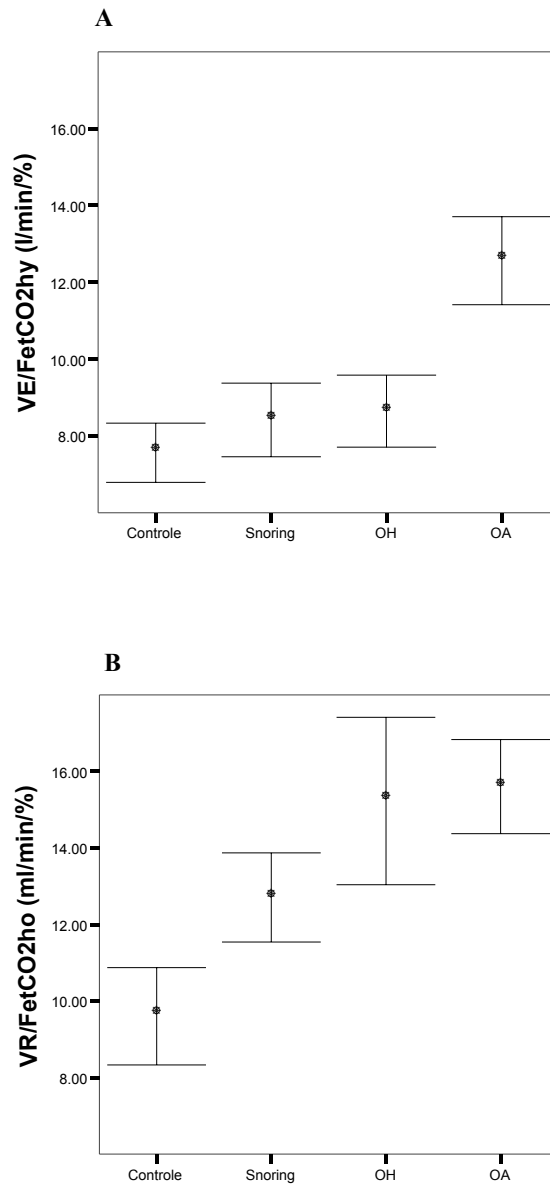 A
VE/FetCO2hy (l/min/%)
16.00
14.00
12.00
10.00
8.00
Controle Snoring OH OA
B
VR/FetCO2ho (ml/min/%)
16.00
14.00
12.00
10.00
8.00
Controle Snoring OH OA